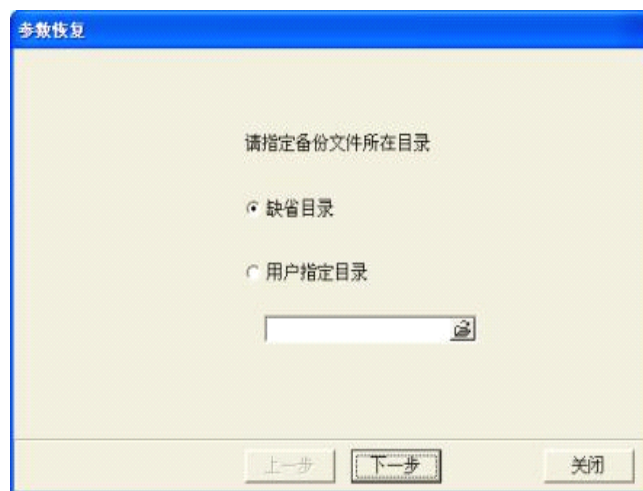 参数恢复
请指定备份文件所在目录
缺省目录
用户指定目录
上一步 下一步 关闭